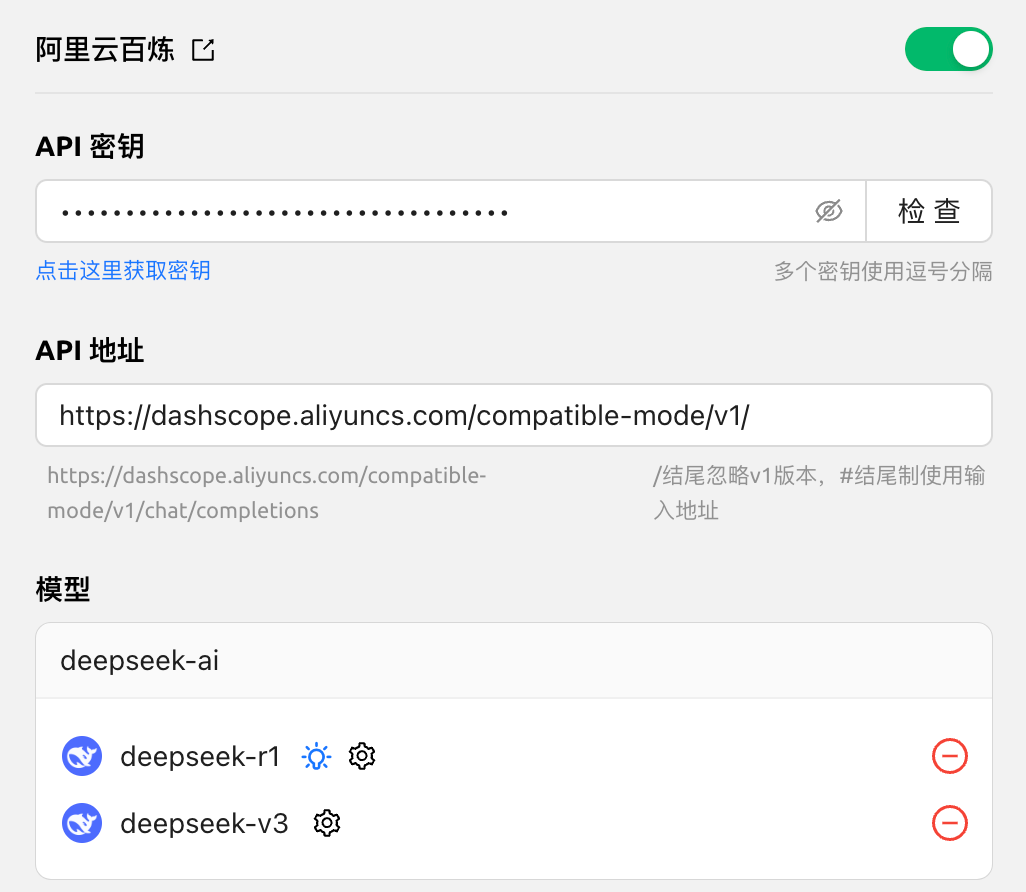 阿里云百炼
API 密钥
•••••••••••••••••••••••••••••••••••
检 查
点击这里获取密钥
多个密钥使用逗号分隔
API 地址
https://dashscope.aliyuncs.com/compatible-mode/v1/
https://dashscope.aliyuncs.com/compatible-
mode/v1/chat/completions
/结尾忽略v1版本，#结尾制使用输
入地址
模型
deepseek-ai
deepseek-r1
deepseek-v3